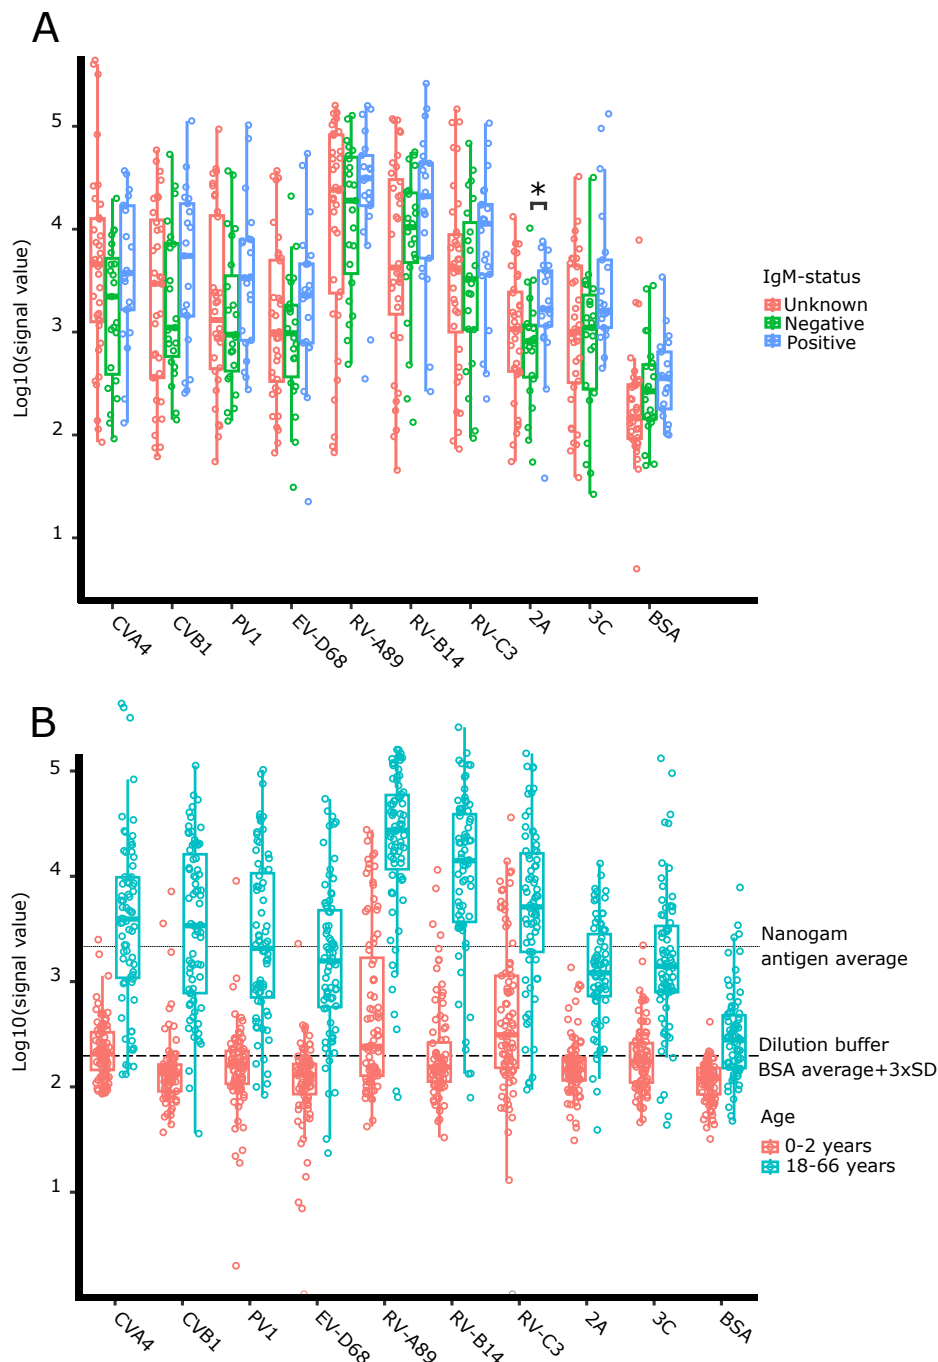 A
Log10(signal value)
5
4
3
2
1
*
IgM-status
Unknown
Negative
Positive
CVA4
CVB1
PV1
EV-D68
RV-A89
RV-B14
RV-C3
2A
3C
BSA
B
Log10(signal value)
5
4
3
2
1
Nanogam
antigen average
Dilution buffer
BSA average+3xSD
Age
0-2 years
18-66 years
CVA4
CVB1
PV1
EV-D68
RV-A89
RV-B14
RV-C3
2A
3C
BSA